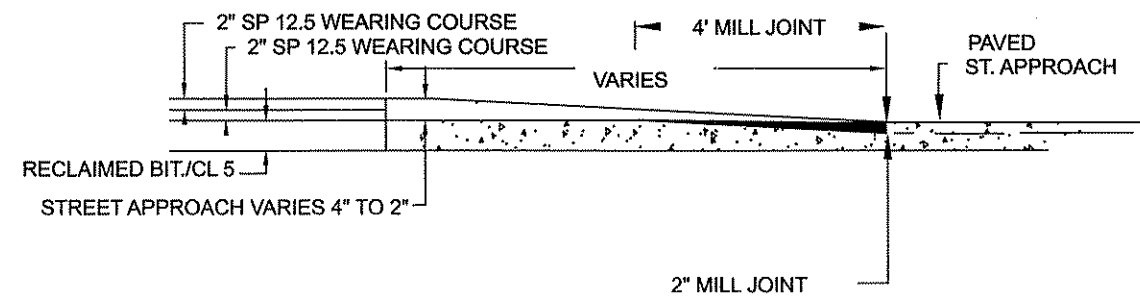 2" SP 12.5 WEARING COURSE
2" SP 12.5 WEARING COURSE
4' MILL JOINT
PAVED
ST. APPROACH
VARIES
RECLAIMED BIT./CL 5
STREET APPROACH VARIES 4" TO 2"
2" MILL JOINT